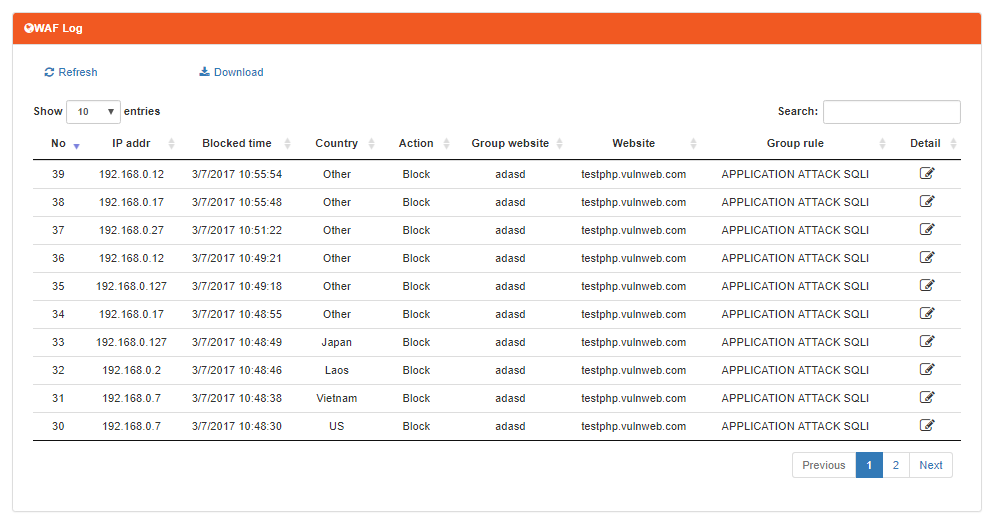 WAF Log
Refresh Download
Show 10 entries Search:
No IP addr Blocked time Country Action Group website Website Group rule Detail
39 192.168.0.12 3/7/2017 10:55:54 Other Block adasd testphp.vulnweb.com APPLICATION ATTACK SQLI
38 192.168.0.17 3/7/2017 10:55:48 Other Block adasd testphp.vulnweb.com APPLICATION ATTACK SQLI
37 192.168.0.27 3/7/2017 10:51:22 Other Block adasd testphp.vulnweb.com APPLICATION ATTACK SQLI
36 192.168.0.12 3/7/2017 10:49:21 Other Block adasd testphp.vulnweb.com APPLICATION ATTACK SQLI
35 192.168.0.127 3/7/2017 10:49:18 Other Block adasd testphp.vulnweb.com APPLICATION ATTACK SQLI
34 192.168.0.17 3/7/2017 10:48:55 Other Block adasd testphp.vulnweb.com APPLICATION ATTACK SQLI
33 192.168.0.127 3/7/2017 10:48:49 Japan Block adasd testphp.vulnweb.com APPLICATION ATTACK SQLI
32 192.168.0.2 3/7/2017 10:48:46 Laos Block adasd testphp.vulnweb.com APPLICATION ATTACK SQLI
31 192.168.0.7 3/7/2017 10:48:38 Vietnam Block adasd testphp.vulnweb.com APPLICATION ATTACK SQLI
30 192.168.0.7 3/7/2017 10:48:30 US Block adasd testphp.vulnweb.com APPLICATION ATTACK SQLI
Previous 1 2 Next